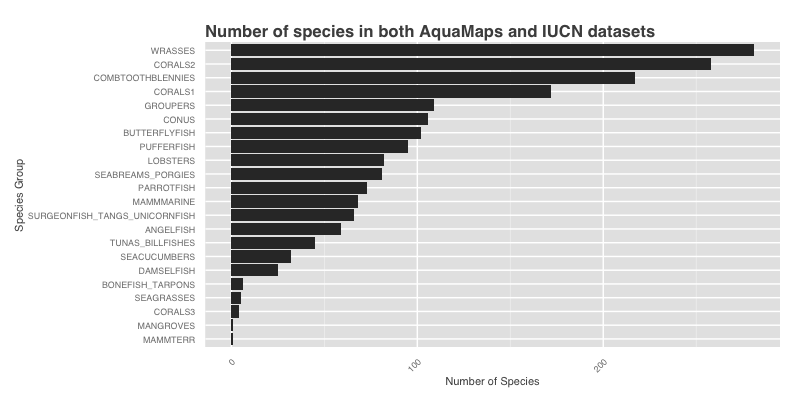 Number of species in both AquaMaps and IUCN datasets
WRASSES
CORALS2
COMBTOOTHBLENNIES
CORALS1
GROUPERS
CONUS
BUTTERFLYFISH
PUFFERFISH
LOBSTERS
SEABREAMS_PORGIES
PARROTFISH
MAMMMARINE
SURGEONFISH_TANGS_UNICORNFISH
ANGELFISH
TUNAS_BILLFISHES
SEACUCUMBERS
DAMSELFISH
BONEFISH_TARPONS
SEAGRASSES
CORALS3
MANGROVES
MAMMTERR
Species Group
0 100 200
Number of Species